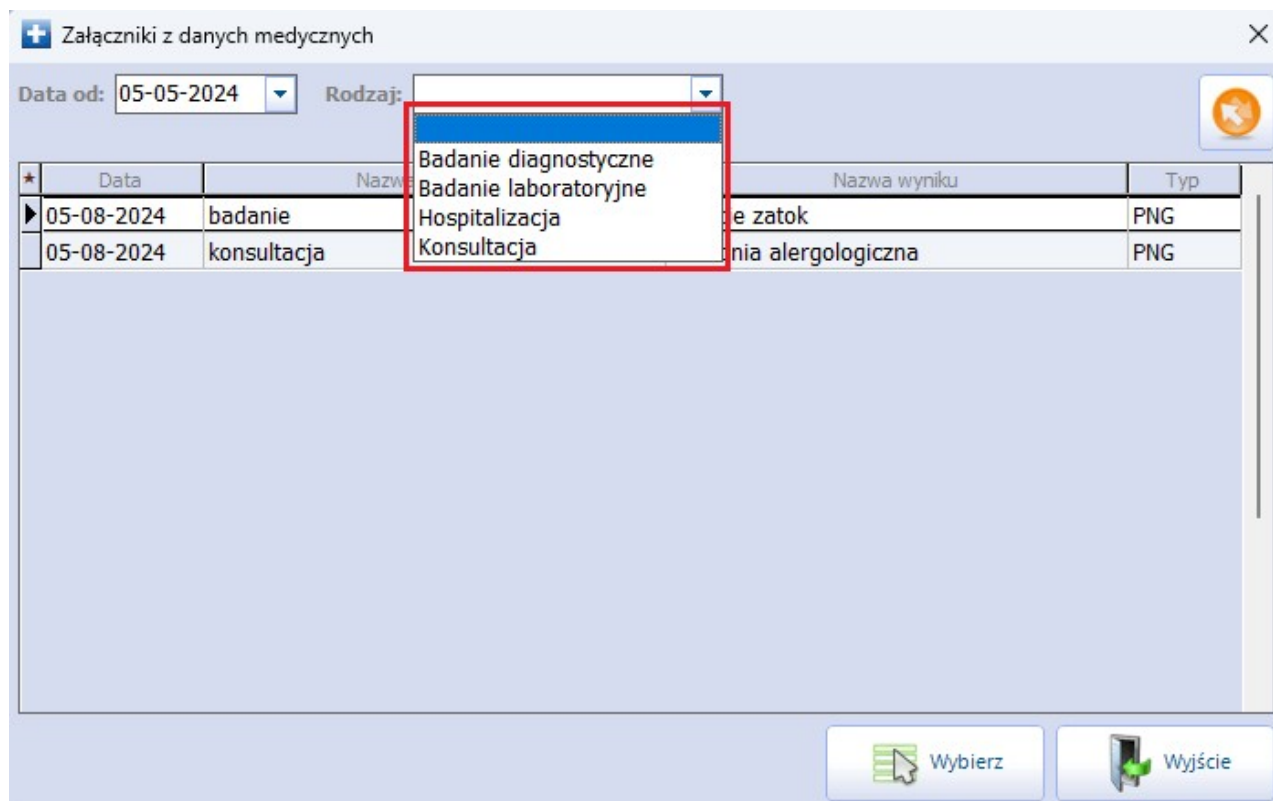 Załączniki z danych medycznych
Data od: 05-05-2024 Rodzaj:
Badanie diagnostyczne
Badanie laboratoryjne
Hospitalizacja
Konsultacja
* Data Nazwa wyniku Typ
05-08-2024 badanie zatok PNG
05-08-2024 konsultacja alergologiczna PNG
Wybierz Wyjście